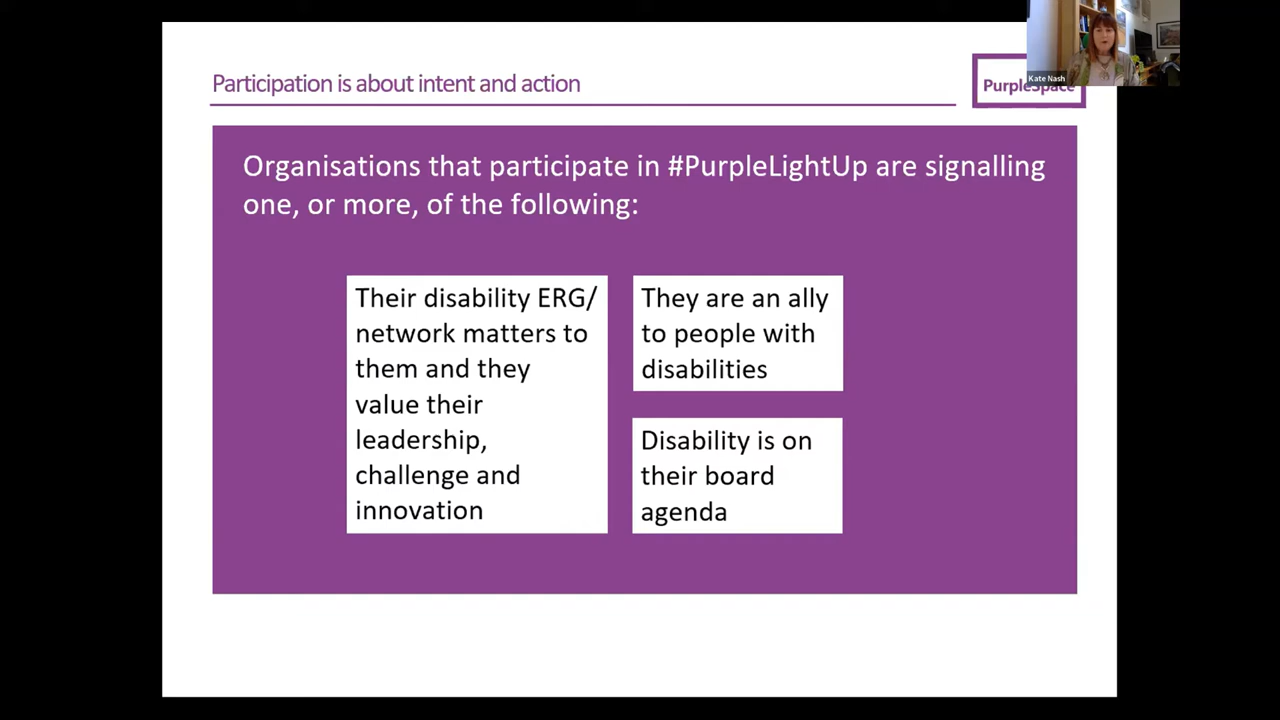 Kate Nash
Participation is about intent and action
PurpleSpace
Organisations that participate in #PurpleLightUp are signalling
one, or more, of the following:
Their disability ERG/
network matters to
them and they
value their
leadership,
challenge and
innovation
They are an ally
to people with
disabilities
Disability is on
their board
agenda